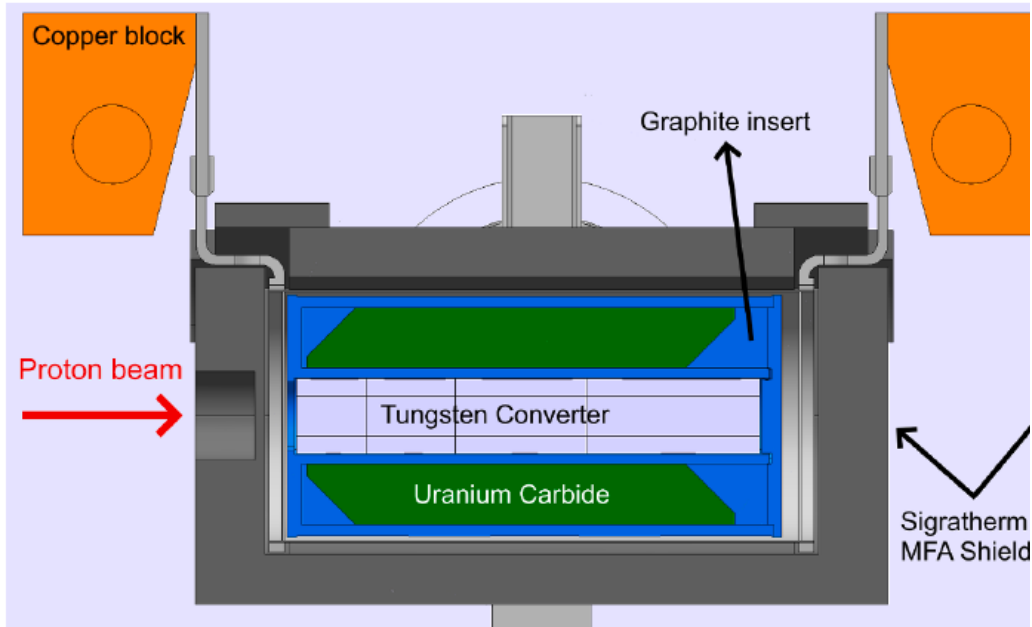 Copper block
Graphite insert
Proton beam
Tungsten Converter
Uranium Carbide
Sigratherm
MFA Shield